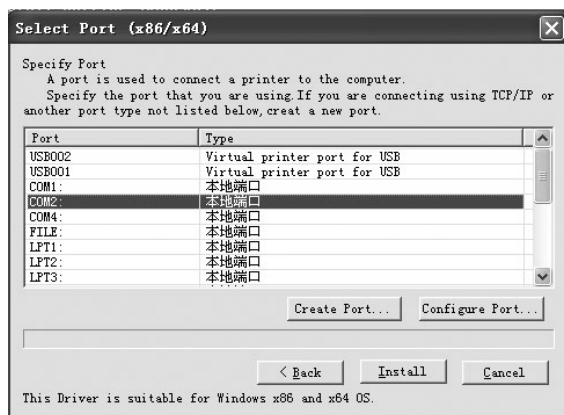 Select Port (x86/x64)
Specify Port
A port is used to connect a printer to the computer.
Specify the port that you are using.If you are connecting using TCP/IP or
another port type not listed below,creat a new port.
Port Type
USB002 Virtual printer port for USB
USB001 Virtual printer port for USB
COM1: 本地端口
COM2: 本地端口
COM4: 本地端口
FILE: 本地端口
LPT1: 本地端口
LPT2: 本地端口
LPT3: 本地端口
Create Port... Configure Port...
< Back Install Cancel
This Driver is suitable for Windows x86 and x64 OS.